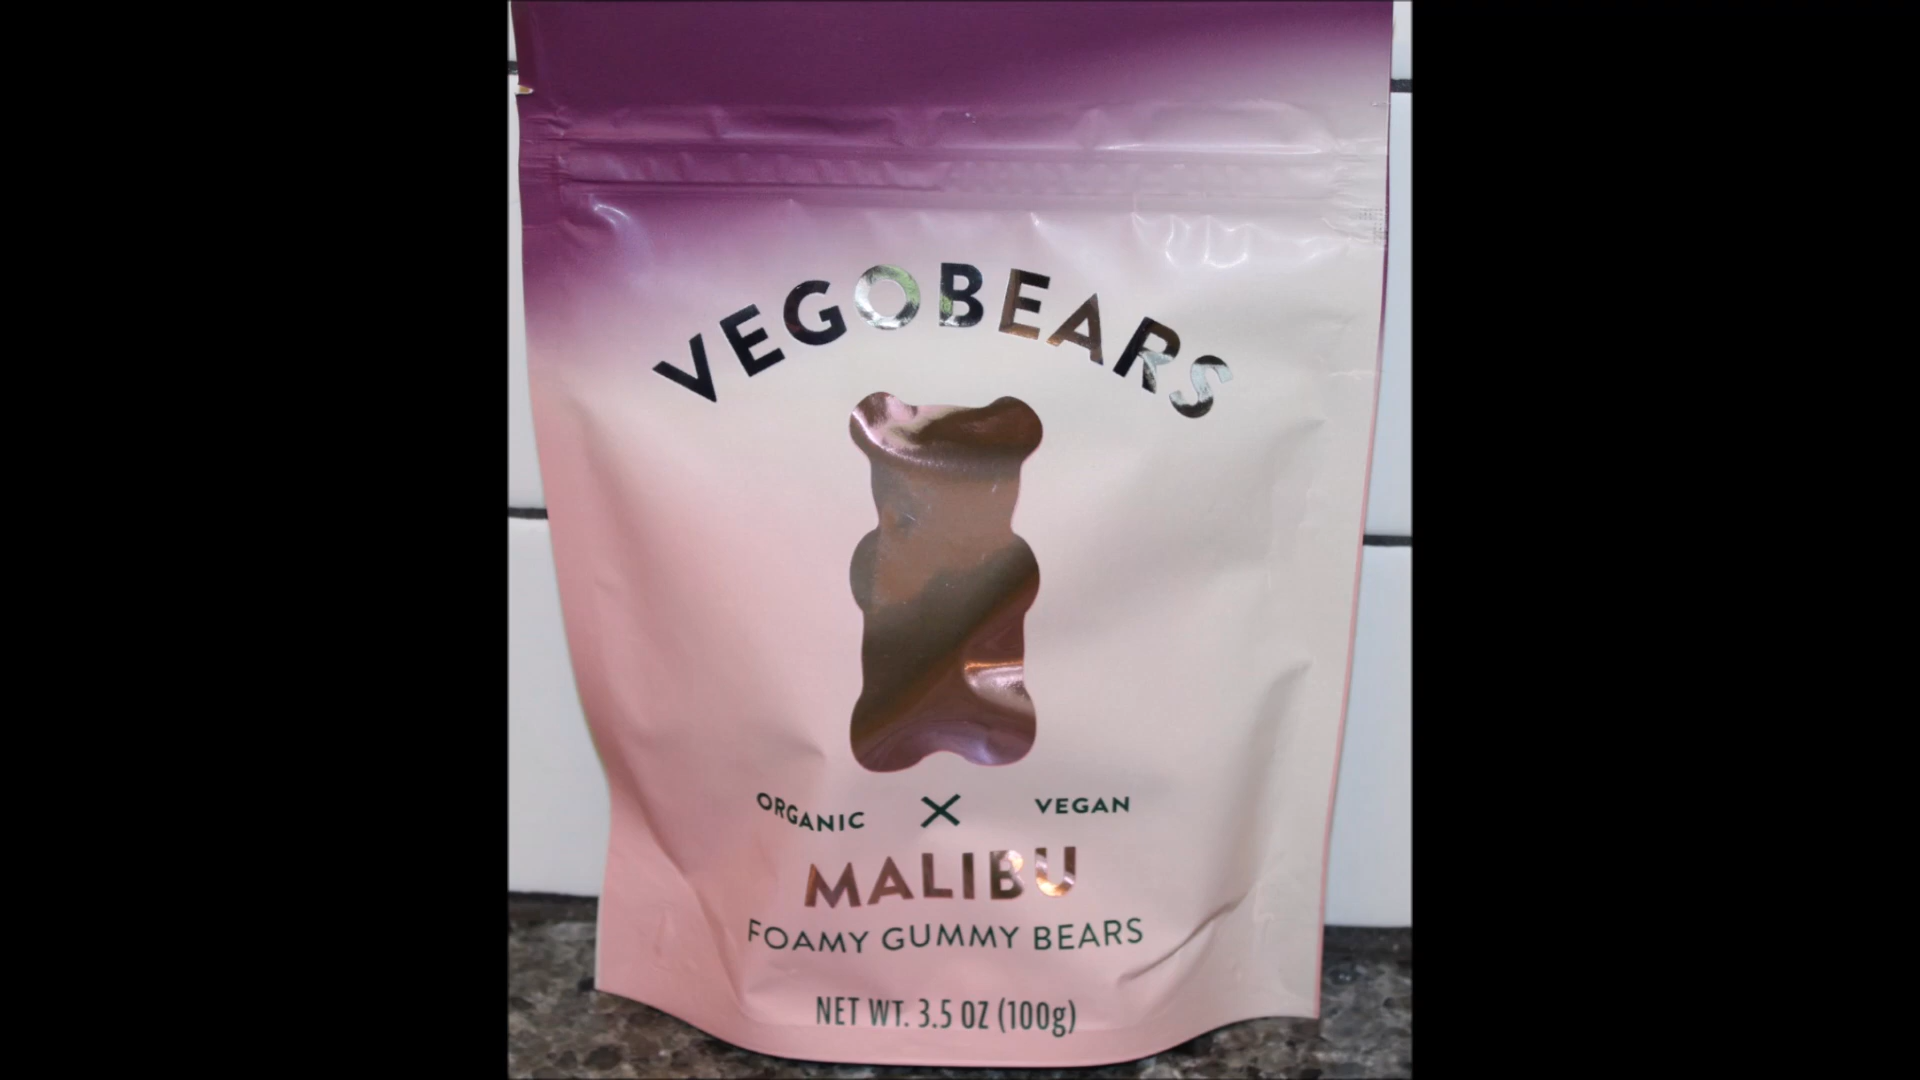 VEGOBEARS
ORGANIC X VEGAN
MALIBU
FOAMY GUMMY BEARS
NET WT. 3.5 OZ (100g)